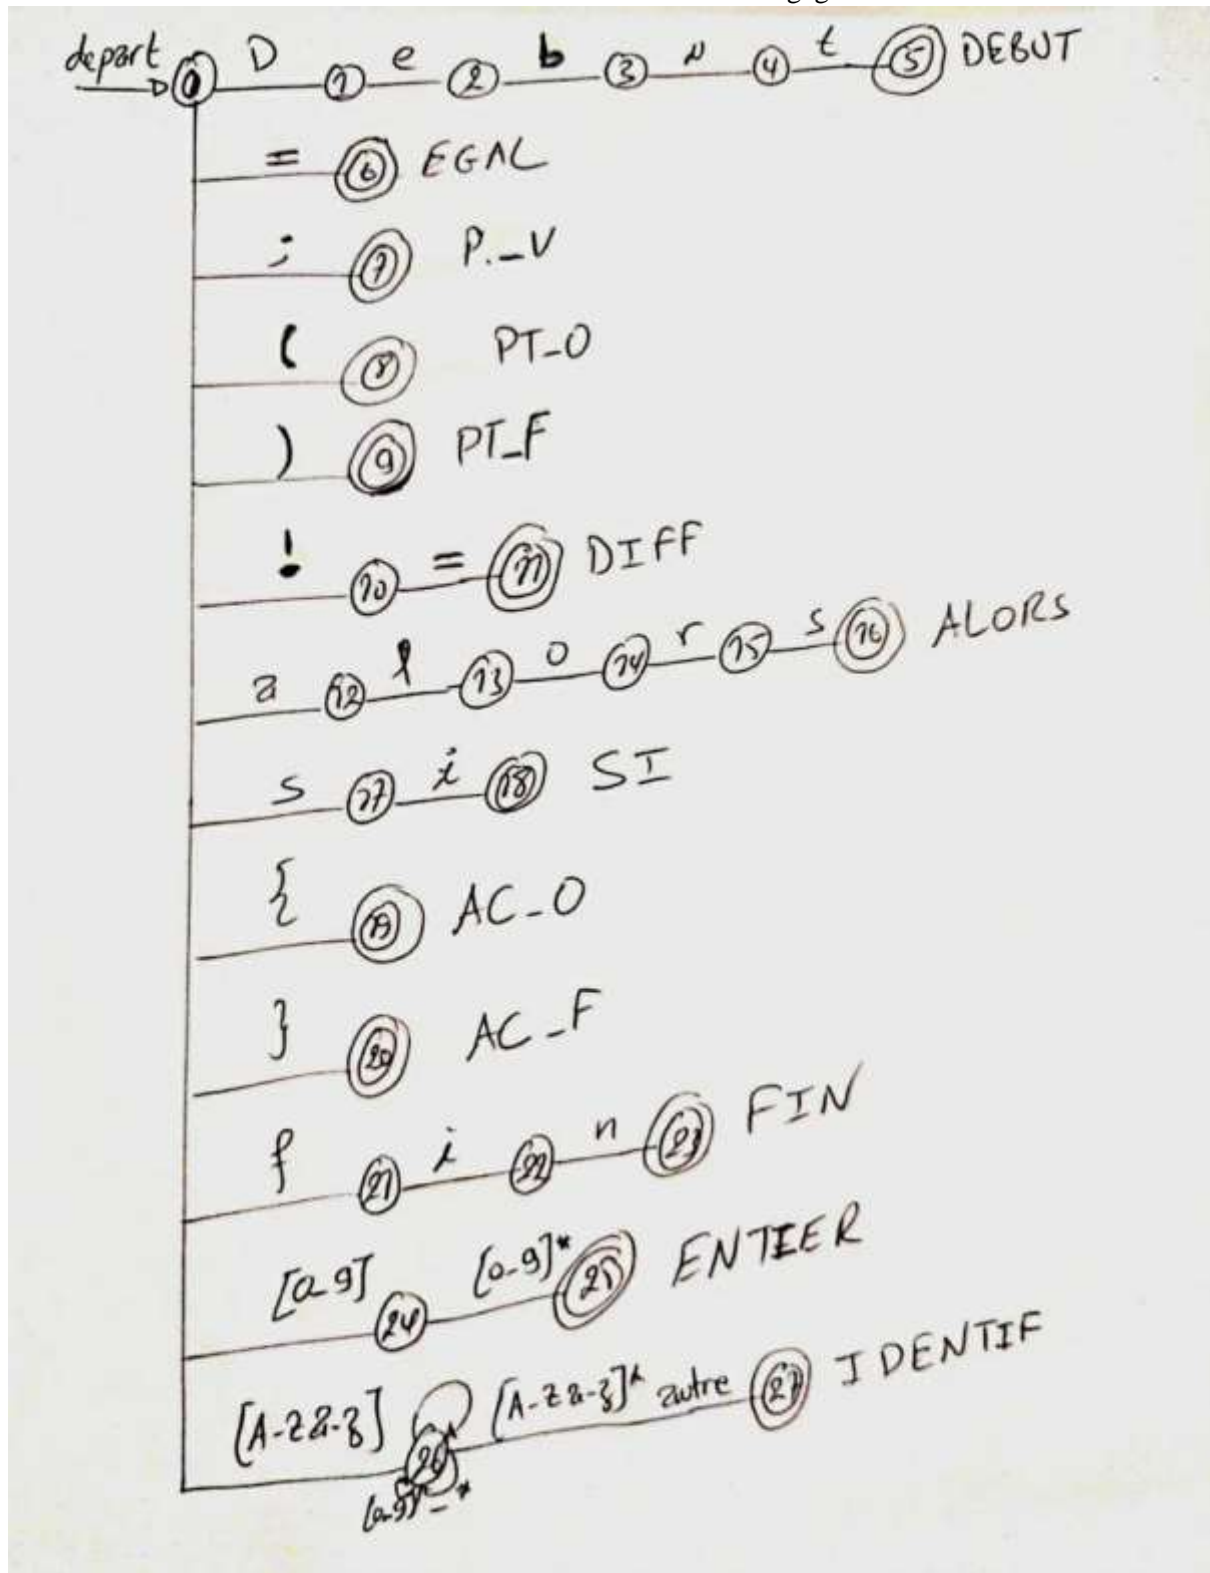 depart 0 D 1 e 2 b 3 u 4 t 5 DEBUT
= 6 EGAL
; 7 P._V
( 8 PT_O
) 9 PT_F
! 10 = 11 DIFF
a 12 l 13 o 14 r 15 s 16 ALORS
s 17 i 18 SI
{ 19 AC_O
} 20 AC_F
f 21 i 22 n 23 FIN
[0-9] 24 [0-9]* 25 ENTIER
[A-Z a-z] 26 [A-Z a-z]* autre 27 IDENTIF
[0-9] _ *